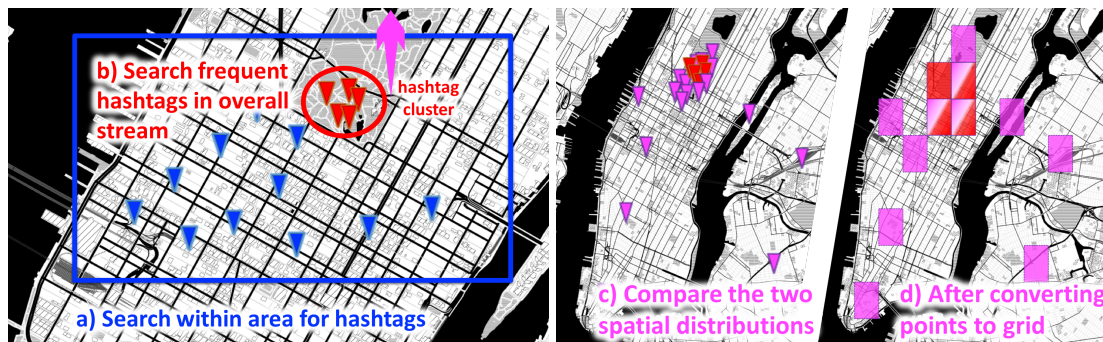 b) Search frequent
hashtags in overall
stream
hashtag
cluster
a) Search within area for hashtags
c) Compare the two
spatial distributions
d) After converting
points to grid